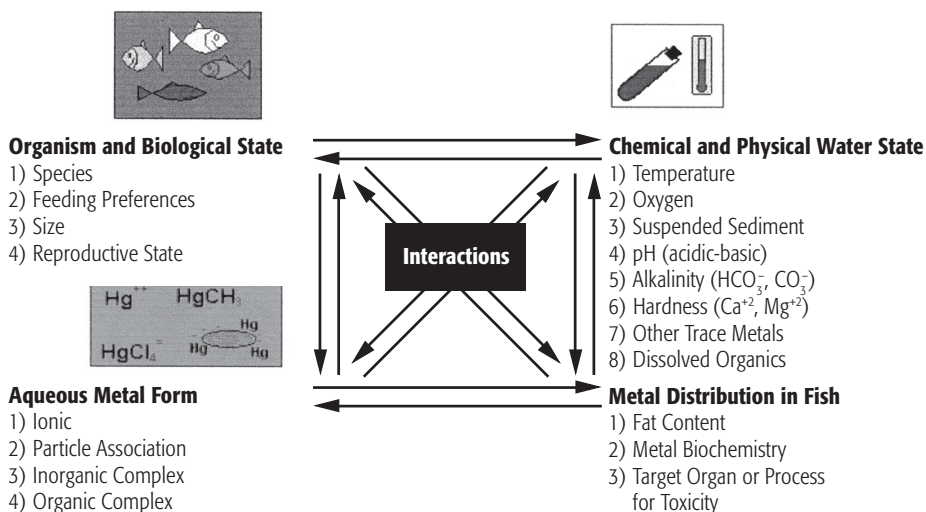 Organism and Biological State
1) Species
2) Feeding Preferences
3) Size
4) Reproductive State
Chemical and Physical Water State
1) Temperature
2) Oxygen
3) Suspended Sediment
4) pH (acidic-basic)
5) Alkalinity (HCO₃⁻, CO₃⁻)
6) Hardness (Ca⁺², Mg⁺²)
7) Other Trace Metals
8) Dissolved Organics
Interactions
Hg⁺⁺ HgCH₃
Hg
HgCl₄⁼ Hg Hg
Aqueous Metal Form
1) Ionic
2) Particle Association
3) Inorganic Complex
4) Organic Complex
Metal Distribution in Fish
1) Fat Content
2) Metal Biochemistry
3) Target Organ or Process
for Toxicity